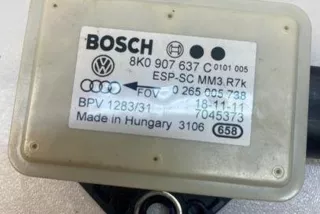 BOSCH
8K0 907 637 C 0101 005
ESP-SC MM3.R7k
FOV 0 265 005 738
BPV 1283/31 18-11-11
7045373
Made in Hungary 3106 658